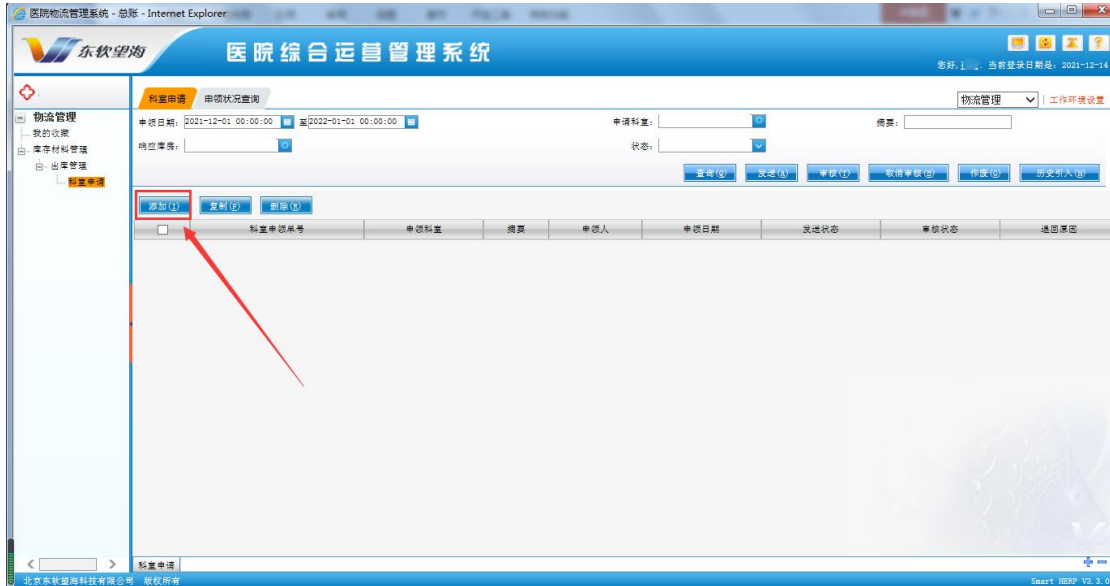 医院物流管理系统 - 总账 - Internet Explorer
东软望海
医院综合运营管理系统
您好, 当前登录日期是: 2021-12-14
科室申请 申领状况查询
物流管理 | 工作环境设置
物流管理
我的收藏
库存材料管理
出库管理
科室申请
申领日期: 2021-12-01 00:00:00 至 2022-01-01 00:00:00 申请科室: 摘要:
响应库房: 状态:
查询(Q) 发送(A) 审核(I) 取消审核(B) 作废(C) 历史引入(H)
添加(I) 复制(P) 删除(R)
科室申领单号 申领科室 摘要 申领人 申领日期 发送状态 审核状态 退回原因
科室申请
北京东软望海科技有限公司 版权所有 Smart HERP V3.3.0